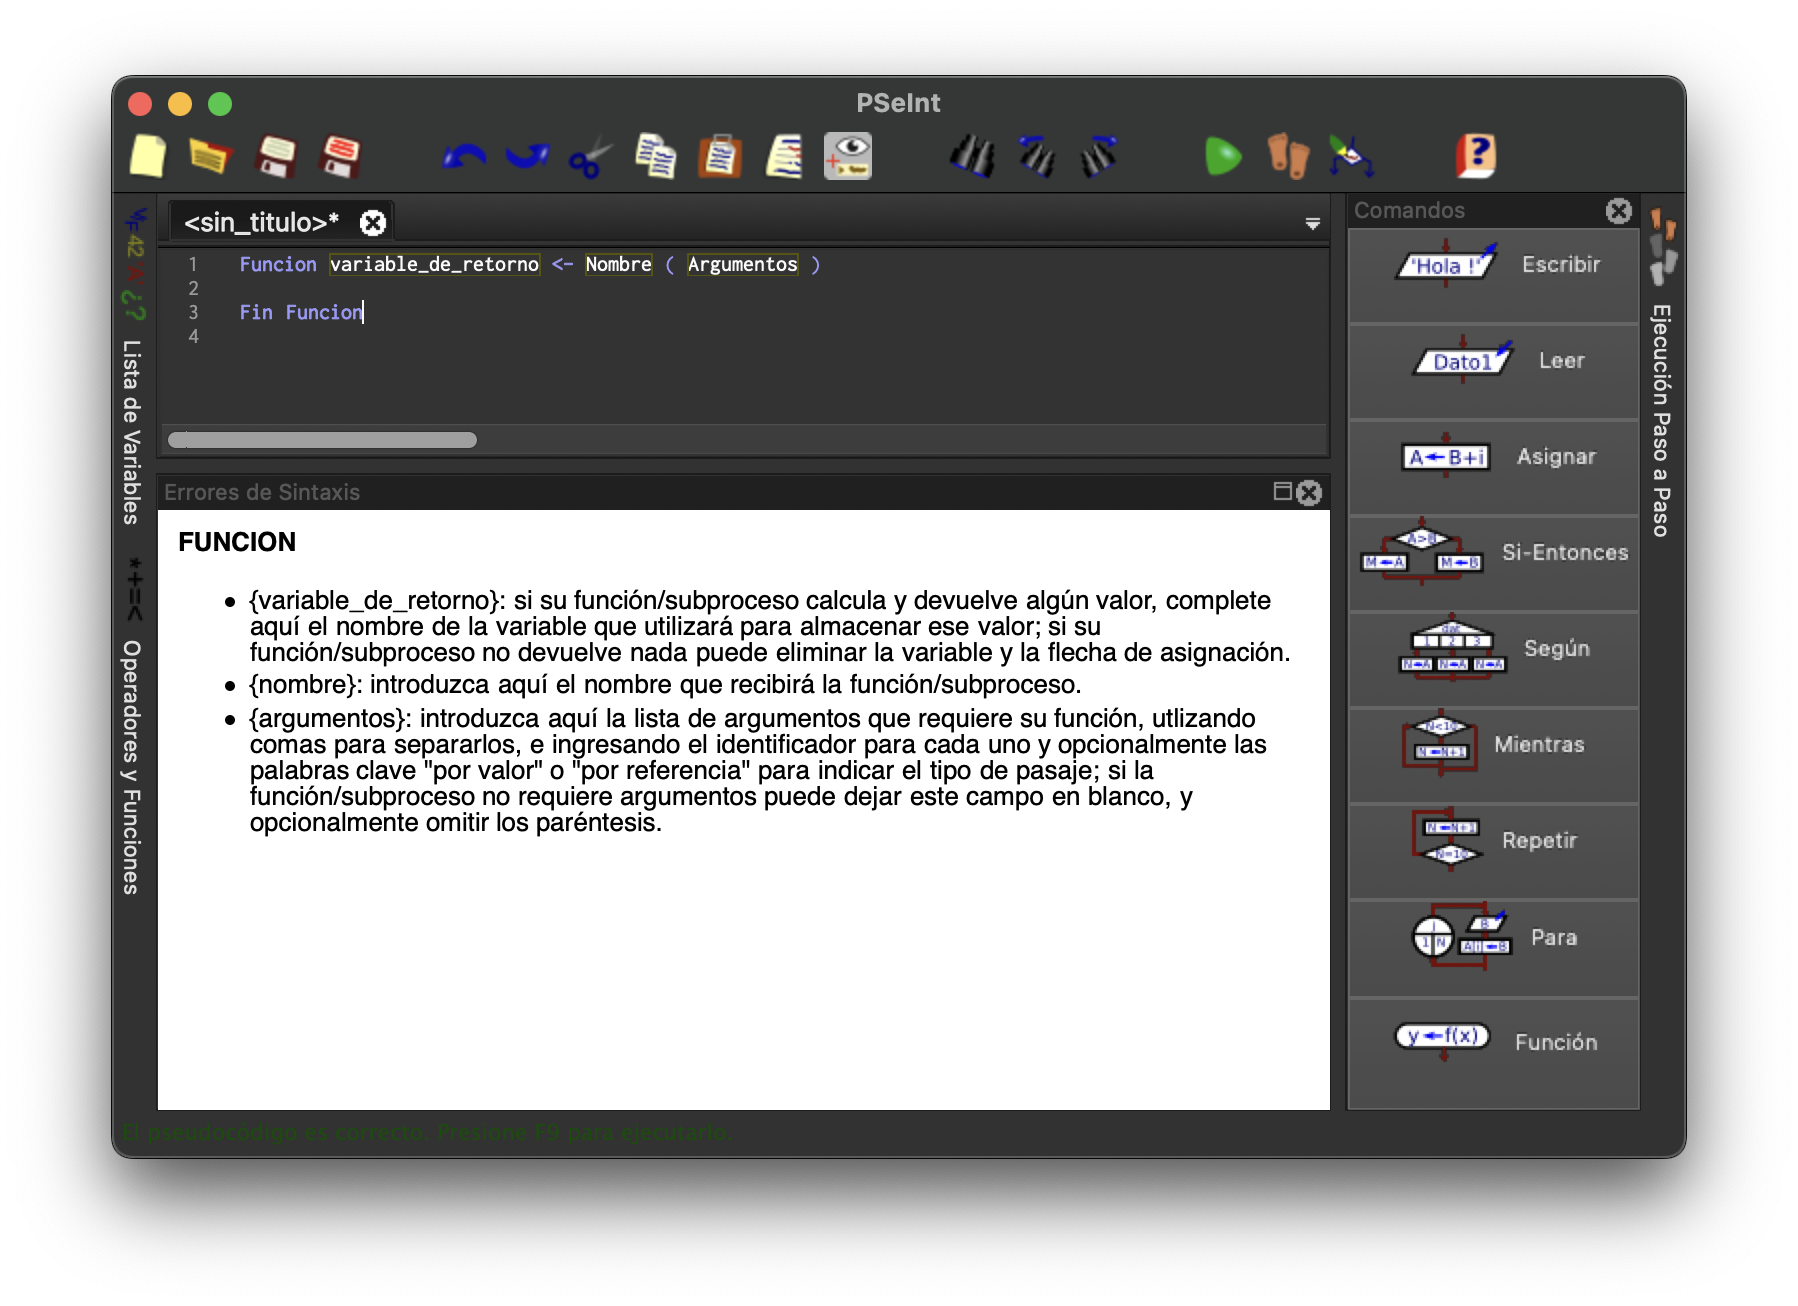 PSeInt
<sin_titulo>*
1 Funcion variable_de_retorno <- Nombre ( Argumentos )
2
3 Fin Funcion
4
Lista de Variables
*+=<
Operadores y Funciones
Errores de Sintaxis
FUNCION
• {variable_de_retorno}: si su función/subproceso calcula y devuelve algún valor, complete
aquí el nombre de la variable que utilizará para almacenar ese valor; si su
función/subproceso no devuelve nada puede eliminar la variable y la flecha de asignación.
• {nombre}: introduzca aquí el nombre que recibirá la función/subproceso.
• {argumentos}: introduzca aquí la lista de argumentos que requiere su función, utlizando
comas para separarlos, e ingresando el identificador para cada uno y opcionalmente las
palabras clave "por valor" o "por referencia" para indicar el tipo de pasaje; si la
función/subproceso no requiere argumentos puede dejar este campo en blanco, y
opcionalmente omitir los paréntesis.
El pseudocódigo es correcto. Presione F9 para ejecutarlo.
Comandos
'Hola !' Escribir
Dato1 Leer
A←B+i Asignar
A>B
M←A M←B Si-Entonces
1 2 3
N←A N←A N←A Según
N<10
N←N+1 Mientras
N←N+1
N=10 Repetir
Para
y←f(x) Función
Ejecución Paso a Paso